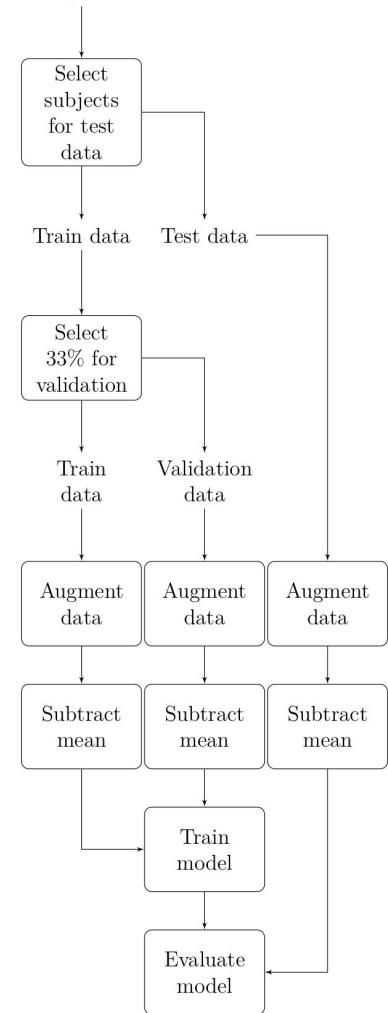 Select
subjects
for test
data
Train data
Test data
Select
33% for
validation
Train
data
Validation
data
Augment
data
Augment
data
Augment
data
Subtract
mean
Subtract
mean
Subtract
mean
Train
model
Evaluate
model